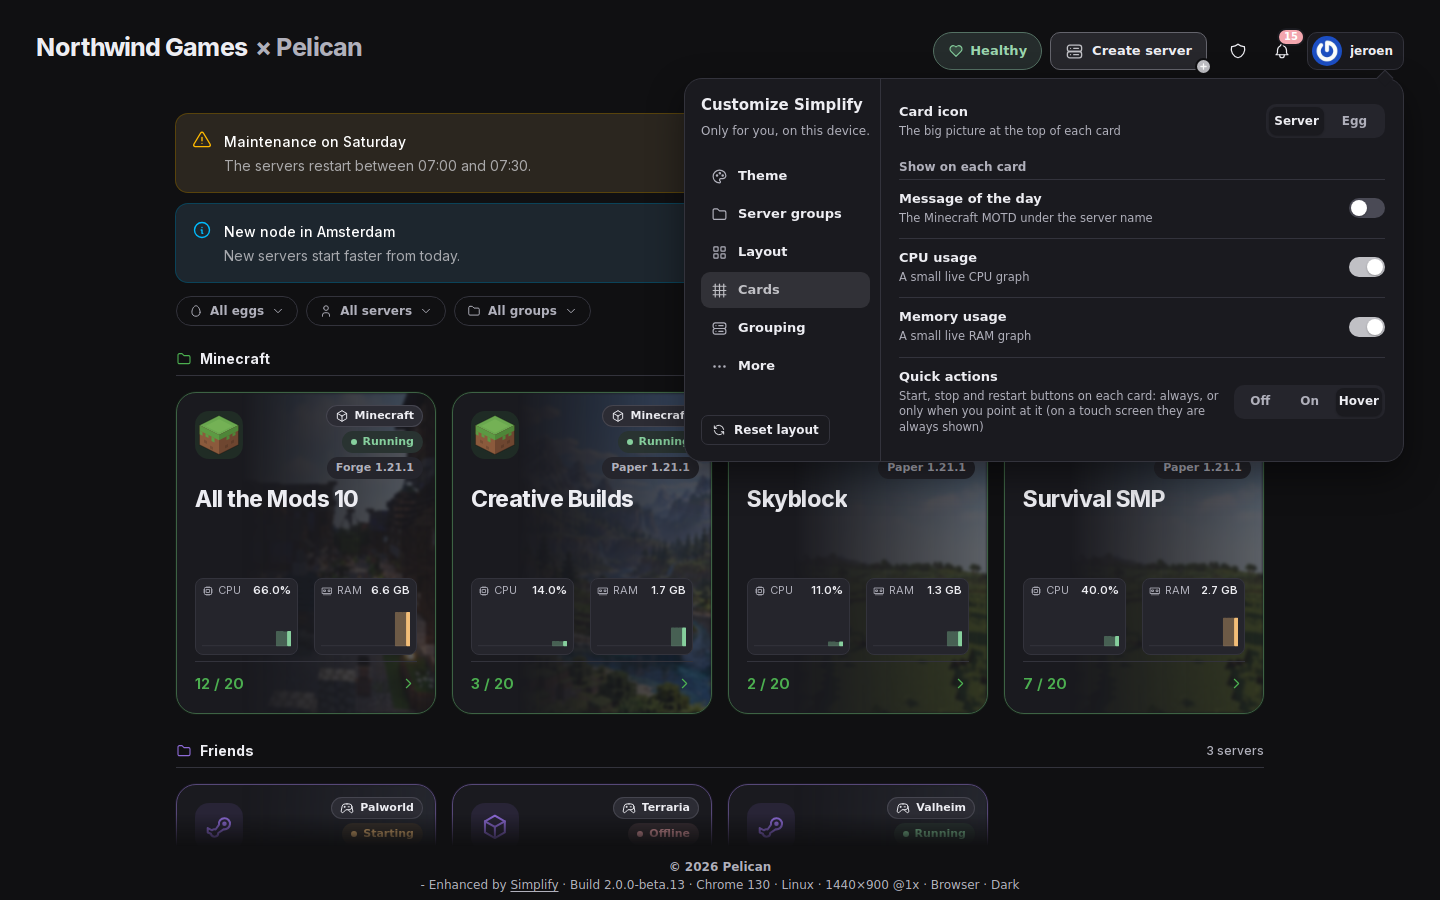 Northwind Games × Pelican
Healthy
Create server
15
jeroen
Maintenance on Saturday
The servers restart between 07:00 and 07:30.
New node in Amsterdam
New servers start faster from today.
All eggs
All servers
All groups
Customize Simplify
Only for you, on this device.
Theme
Server groups
Layout
Cards
Grouping
More
Reset layout
Card icon
The big picture at the top of each card
Server
Egg
Show on each card
Message of the day
The Minecraft MOTD under the server name
CPU usage
A small live CPU graph
Memory usage
A small live RAM graph
Quick actions
Start, stop and restart buttons on each card: always, or
only when you point at it (on a touch screen they are
always shown)
Off
On
Hover
Minecraft
Minecraft
Running
Forge 1.21.1
All the Mods 10
CPU 66.0%
RAM 6.6 GB
12 / 20
Running
Paper 1.21.1
Creative Builds
CPU 14.0%
RAM 1.7 GB
3 / 20
Paper 1.21.1
Skyblock
CPU 11.0%
RAM 1.3 GB
2 / 20
Paper 1.21.1
Survival SMP
CPU 40.0%
RAM 2.7 GB
7 / 20
Friends
3 servers
Palworld
Starting
Terraria
Offline
Valheim
Running
© 2026 Pelican
- Enhanced by Simplify · Build 2.0.0-beta.13 · Chrome 130 · Linux · 1440×900 @1x · Browser · Dark